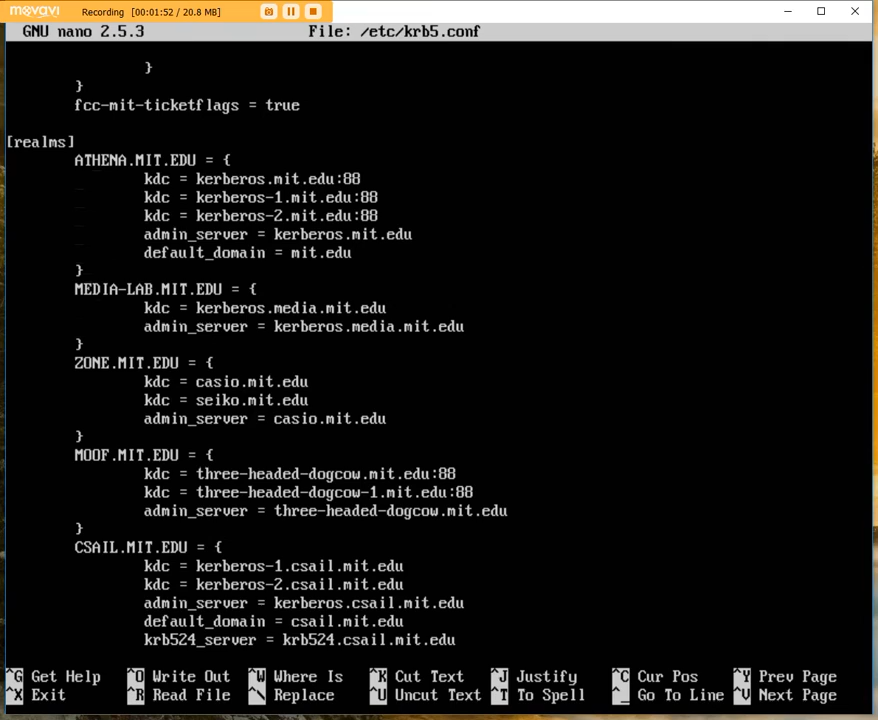 movavi Recording [00:01:52 / 20.8 MB]
GNU nano 2.5.3 File: /etc/krb5.conf
}
}
fcc-mit-ticketflags = true
[realms]
ATHENA.MIT.EDU = {
kdc = kerberos.mit.edu:88
kdc = kerberos-1.mit.edu:88
kdc = kerberos-2.mit.edu:88
admin_server = kerberos.mit.edu
default_domain = mit.edu
}
MEDIA-LAB.MIT.EDU = {
kdc = kerberos.media.mit.edu
admin_server = kerberos.media.mit.edu
}
ZONE.MIT.EDU = {
kdc = casio.mit.edu
kdc = seiko.mit.edu
admin_server = casio.mit.edu
}
MOOF.MIT.EDU = {
kdc = three-headed-dogcow.mit.edu:88
kdc = three-headed-dogcow-1.mit.edu:88
admin_server = three-headed-dogcow.mit.edu
}
CSAIL.MIT.EDU = {
kdc = kerberos-1.csail.mit.edu
kdc = kerberos-2.csail.mit.edu
admin_server = kerberos.csail.mit.edu
default_domain = csail.mit.edu
krb524_server = krb524.csail.mit.edu
^G Get Help ^O Write Out ^W Where Is ^K Cut Text ^J Justify ^C Cur Pos ^Y Prev Page
^X Exit ^R Read File ^\ Replace ^U Uncut Text ^T To Spell ^_ Go To Line ^V Next Page